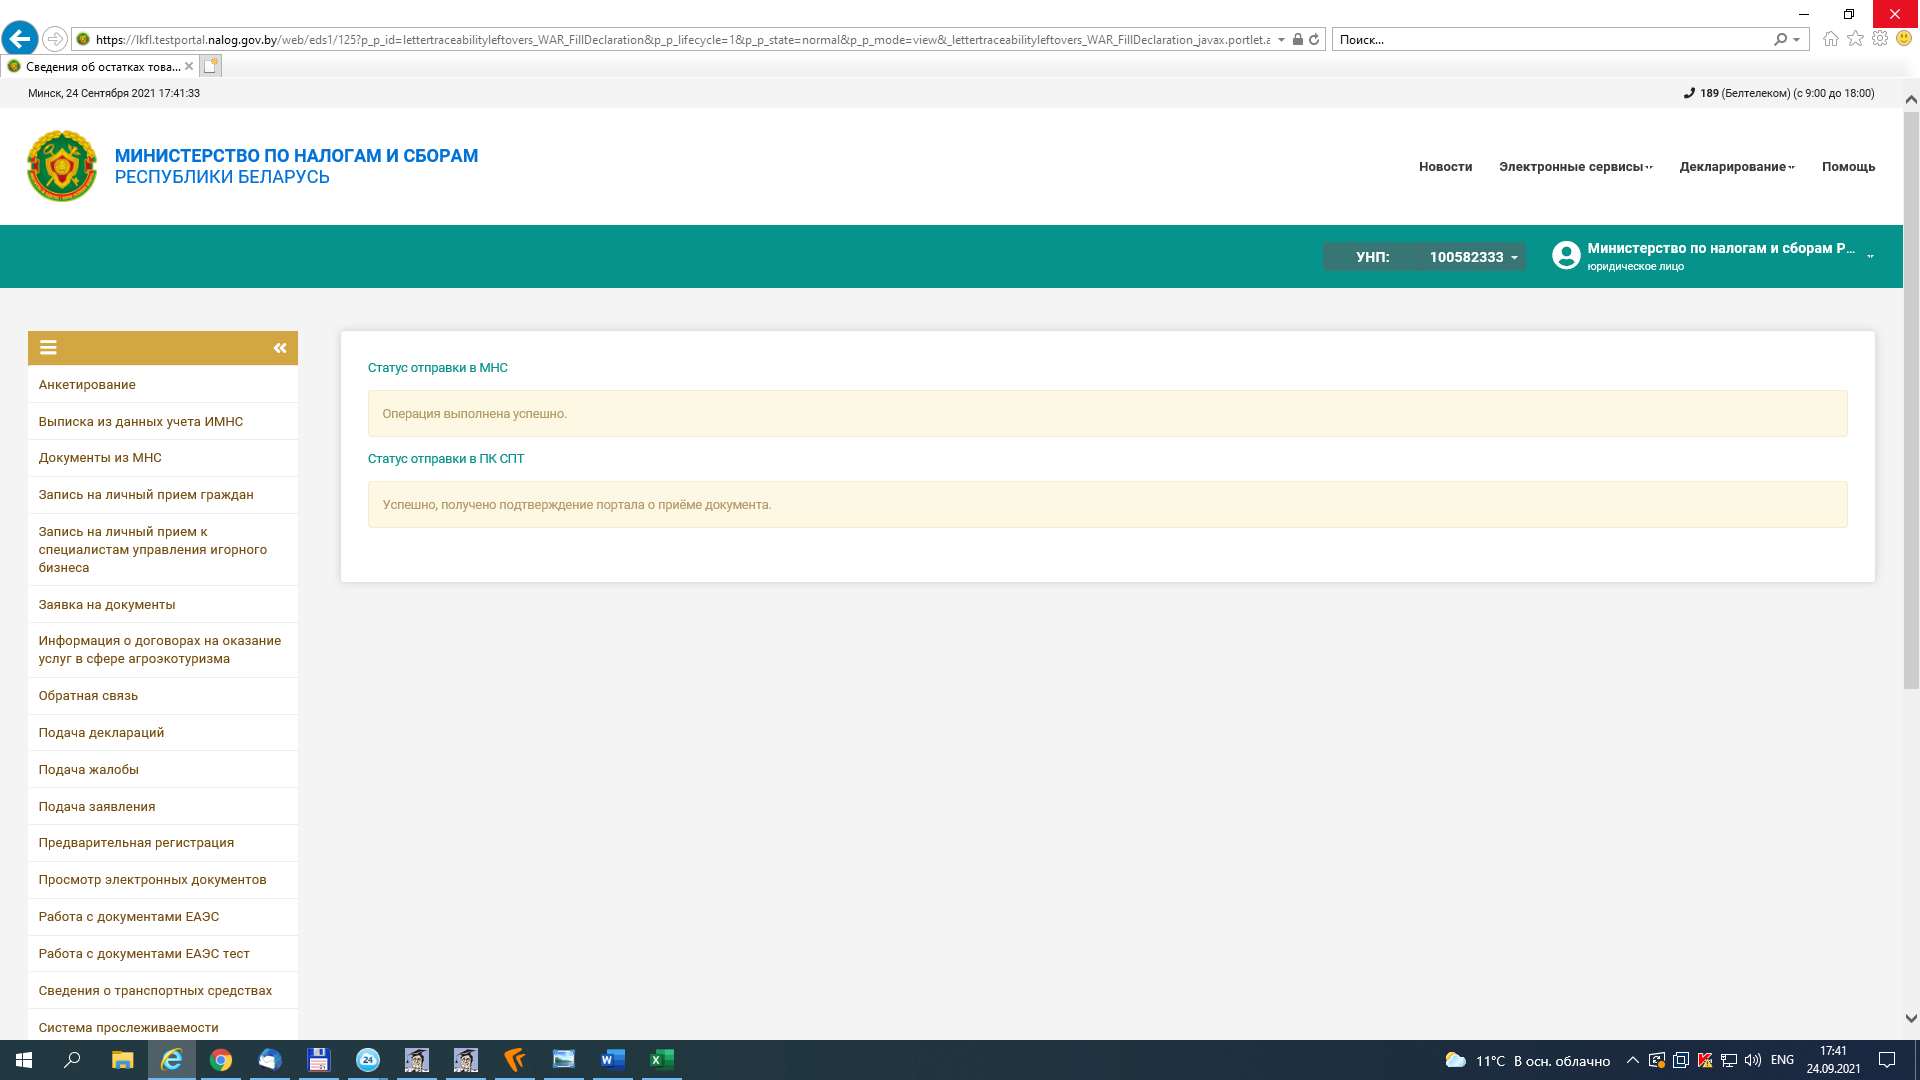 https://lkfl.testportal.nalog.gov.by/web/eds1/125?p_p_id=lettertraceabilityleftovers_WAR_FillDeclaration&p_p_lifecycle=1&p_p_state=normal&p_p_mode=view&_lettertraceabilityleftovers_WAR_FillDeclaration_javax.portlet.a
Поиск...
Сведения об остатках това...
Минск, 24 Сентября 2021 17:41:33
189 (Белтелеком) (с 9:00 до 18:00)
МИНИСТЕРСТВО ПО НАЛОГАМ И СБОРАМ
РЕСПУБЛИКИ БЕЛАРУСЬ
Новости
Электронные сервисы
Декларирование
Помощь
УНП:
100582333
Министерство по налогам и сборам Р...
юридическое лицо
Анкетирование
Выписка из данных учета ИМНС
Документы из МНС
Запись на личный прием граждан
Запись на личный прием к
специалистам управления игорного
бизнеса
Заявка на документы
Информация о договорах на оказание
услуг в сфере агроэкотуризма
Обратная связь
Подача деклараций
Подача жалобы
Подача заявления
Предварительная регистрация
Просмотр электронных документов
Работа с документами ЕАЭС
Работа с документами ЕАЭС тест
Сведения о транспортных средствах
Система прослеживаемости
Статус отправки в МНС
Операция выполнена успешно.
Статус отправки в ПК СПТ
Успешно, получено подтверждение портала о приёме документа.
24
11°C В осн. облачно
ENG
17:41
24.09.2021